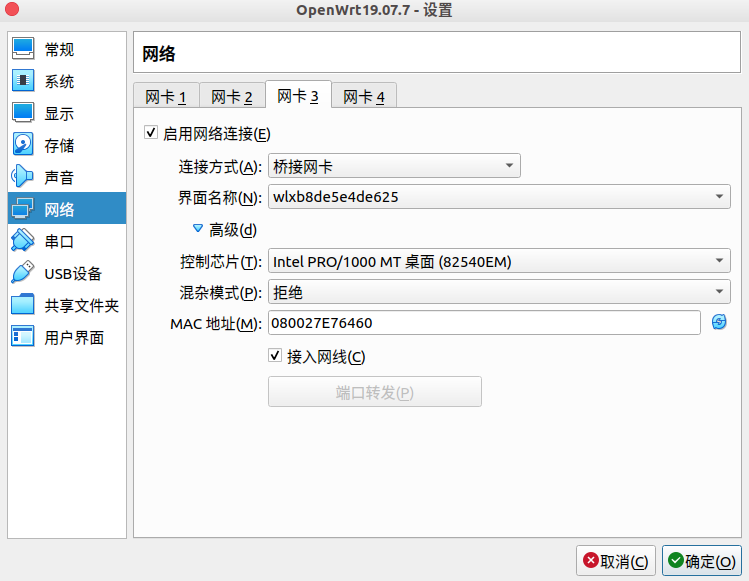 OpenWrt19.07.7 - 设置
常规
系统
显示
存储
声音
网络
串口
USB设备
共享文件夹
用户界面
网络
网卡 1 网卡 2 网卡 3 网卡 4
启用网络连接(E)
连接方式(A): 桥接网卡
界面名称(N): wlxb8de5e4de625
高级(d)
控制芯片(T): Intel PRO/1000 MT 桌面 (82540EM)
混杂模式(P): 拒绝
MAC 地址(M): 080027E76460
接入网线(C)
端口转发(P)
取消(C) 确定(O)